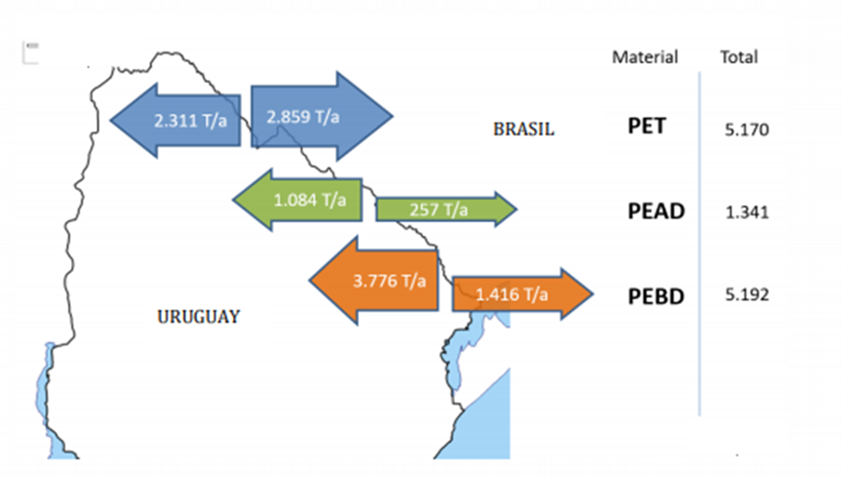 Material Total
2.311 T/a 2.859 T/a BRASIL PET 5.170
1.084 T/a 257 T/a PEAD 1.341
3.776 T/a 1.416 T/a PEBD 5.192
URUGUAY